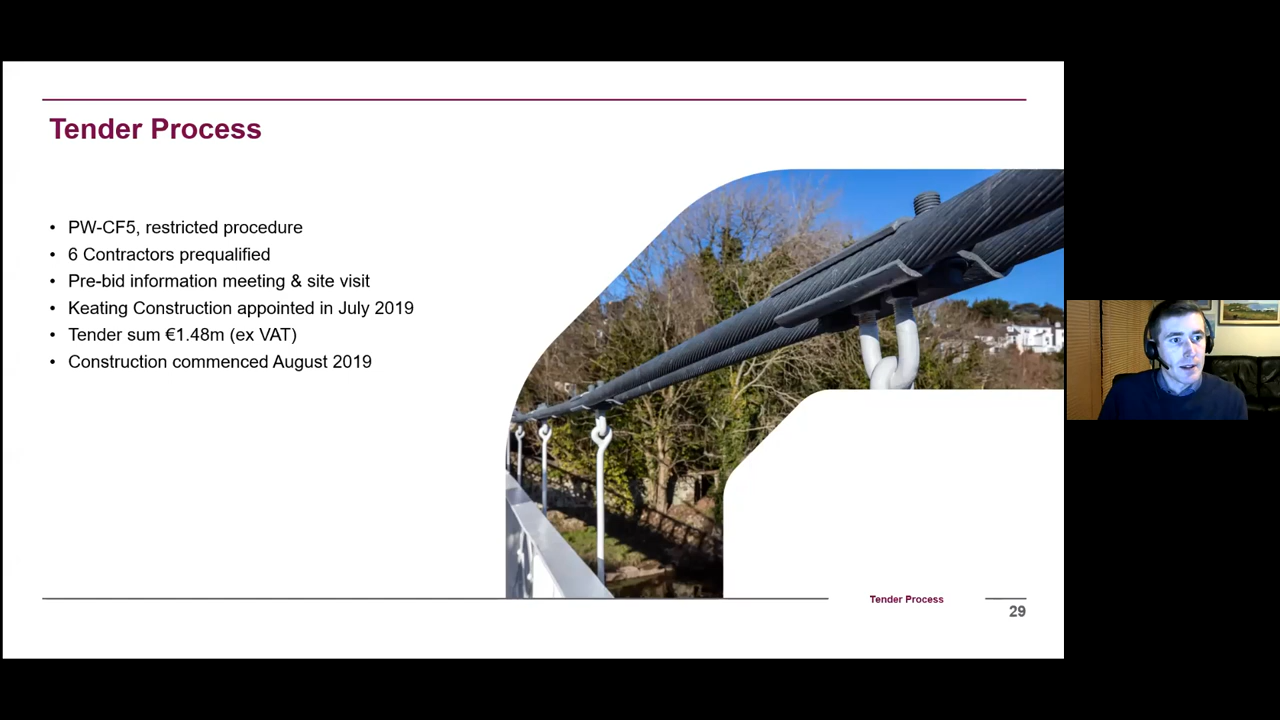 Tender Process
• PW-CF5, restricted procedure
• 6 Contractors prequalified
• Pre-bid information meeting & site visit
• Keating Construction appointed in July 2019
• Tender sum €1.48m (ex VAT)
• Construction commenced August 2019
Tender Process
29